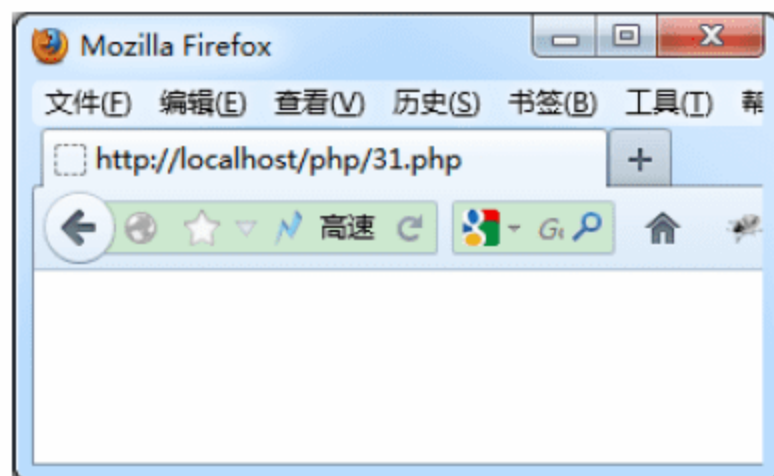 Mozilla Firefox
文件(F) 编辑(E) 查看(V) 历史(S) 书签(B) 工具(T)
http://localhost/php/31.php
高速